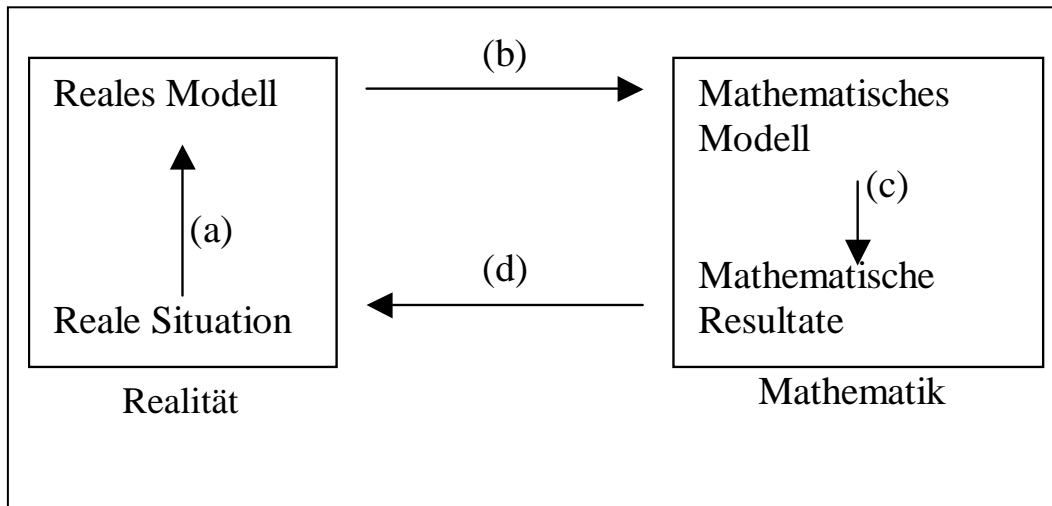 (b)
Reales Modell
Mathematisches
Modell
(a)
(c)
(d)
Reale Situation
Mathematische
Resultate
Realität
Mathematik